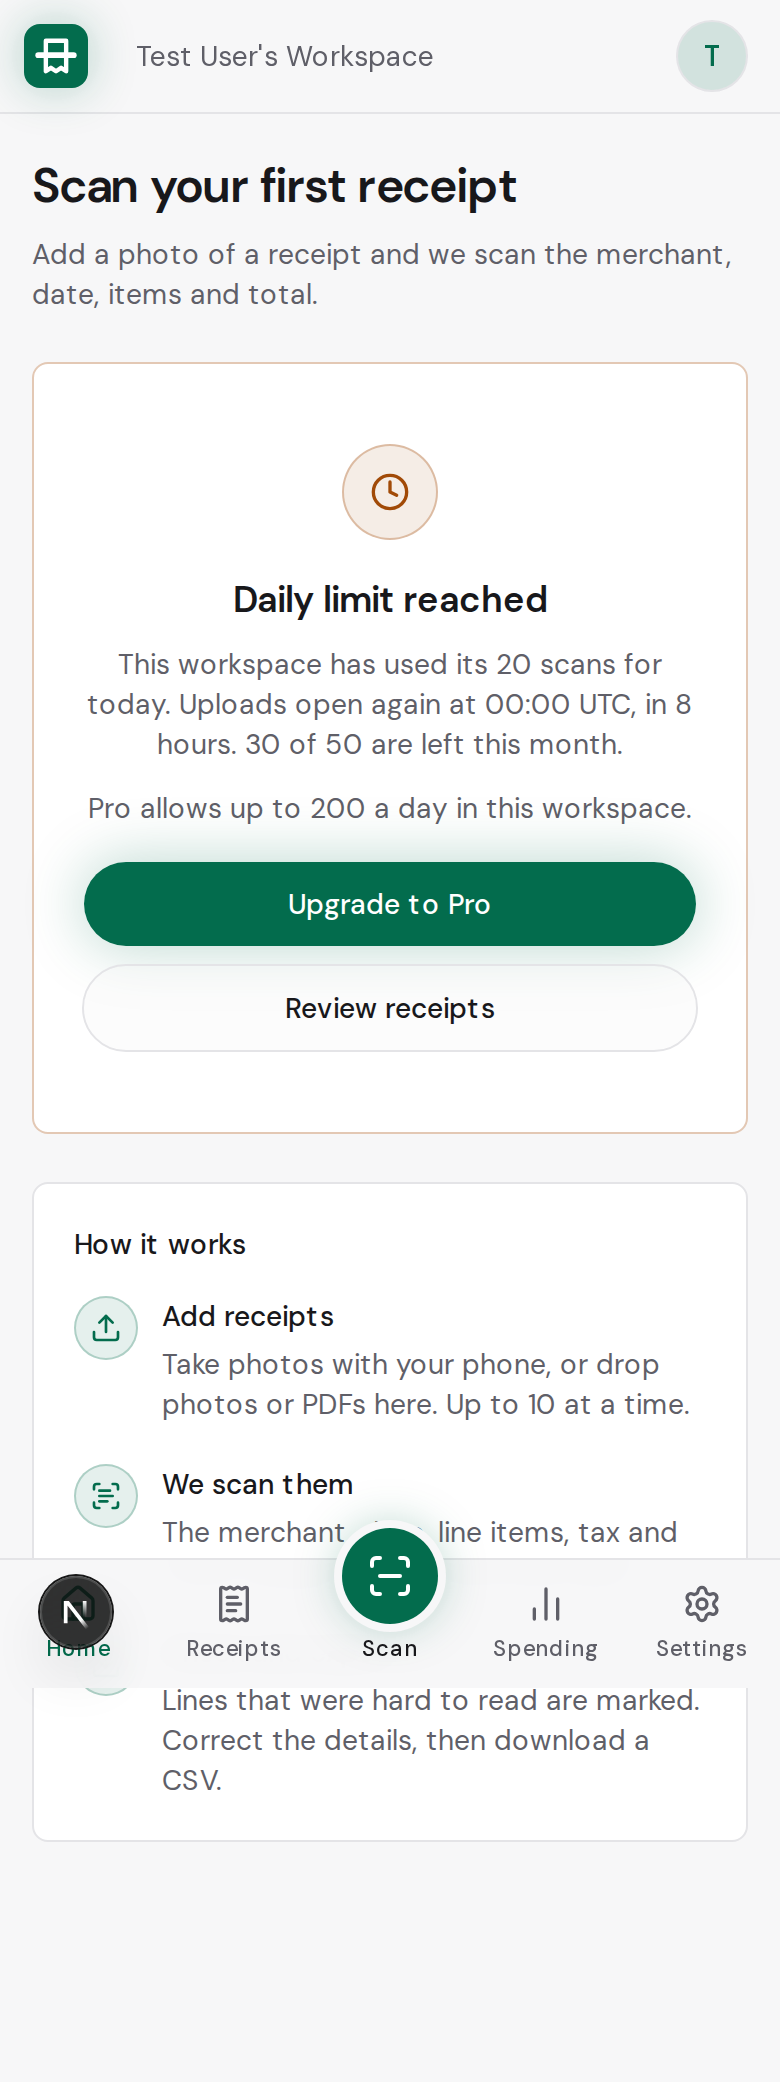 Test User's Workspace
T
Scan your first receipt
Add a photo of a receipt and we scan the merchant,
date, items and total.
Daily limit reached
This workspace has used its 20 scans for
today. Uploads open again at 00:00 UTC, in 8
hours. 30 of 50 are left this month.
Pro allows up to 200 a day in this workspace.
Upgrade to Pro
Review receipts
How it works
Add receipts
Take photos with your phone, or drop
photos or PDFs here. Up to 10 at a time.
We scan them
The merchant, line items, tax and
N
Home
Receipts
Scan
Spending
Settings
Lines that were hard to read are marked.
Correct the details, then download a
CSV.